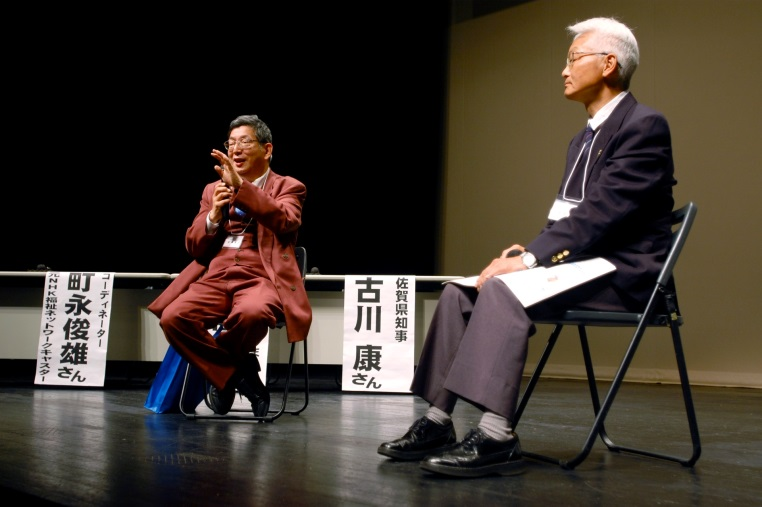 コーディネーター
町永俊雄さん
元NHK福祉ネットワークキャスター
佐賀県知事
古川 康さん